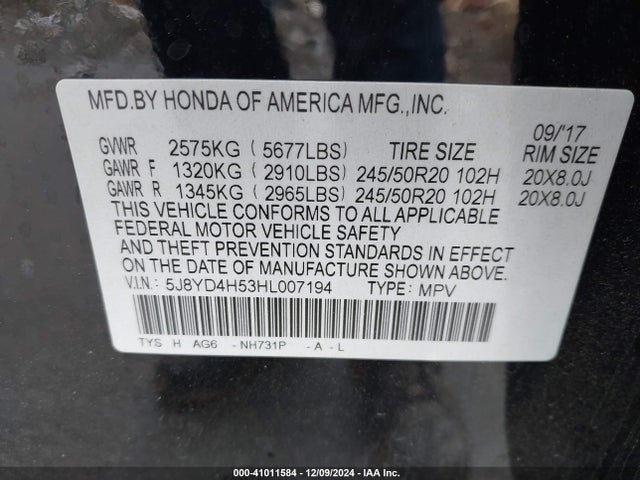 MFD.BY HONDA OF AMERICA MFG.,INC.
09/'17
GVWR 2575KG (5677LBS) TIRE SIZE RIM SIZE
GAWR F 1320KG (2910LBS) 245/50R20 102H 20X8.0J
GAWR R 1345KG (2965LBS) 245/50R20 102H 20X8.0J
THIS VEHICLE CONFORMS TO ALL APPLICABLE
FEDERAL MOTOR VEHICLE SAFETY
AND THEFT PREVENTION STANDARDS IN EFFECT
ON THE DATE OF MANUFACTURE SHOWN ABOVE.
V.I.N.: 5J8YD4H53HL007194 TYPE: MPV
TYS H AG6 -NH731P -A -L
000-41011584 - 12/09/2024 - IAA Inc.